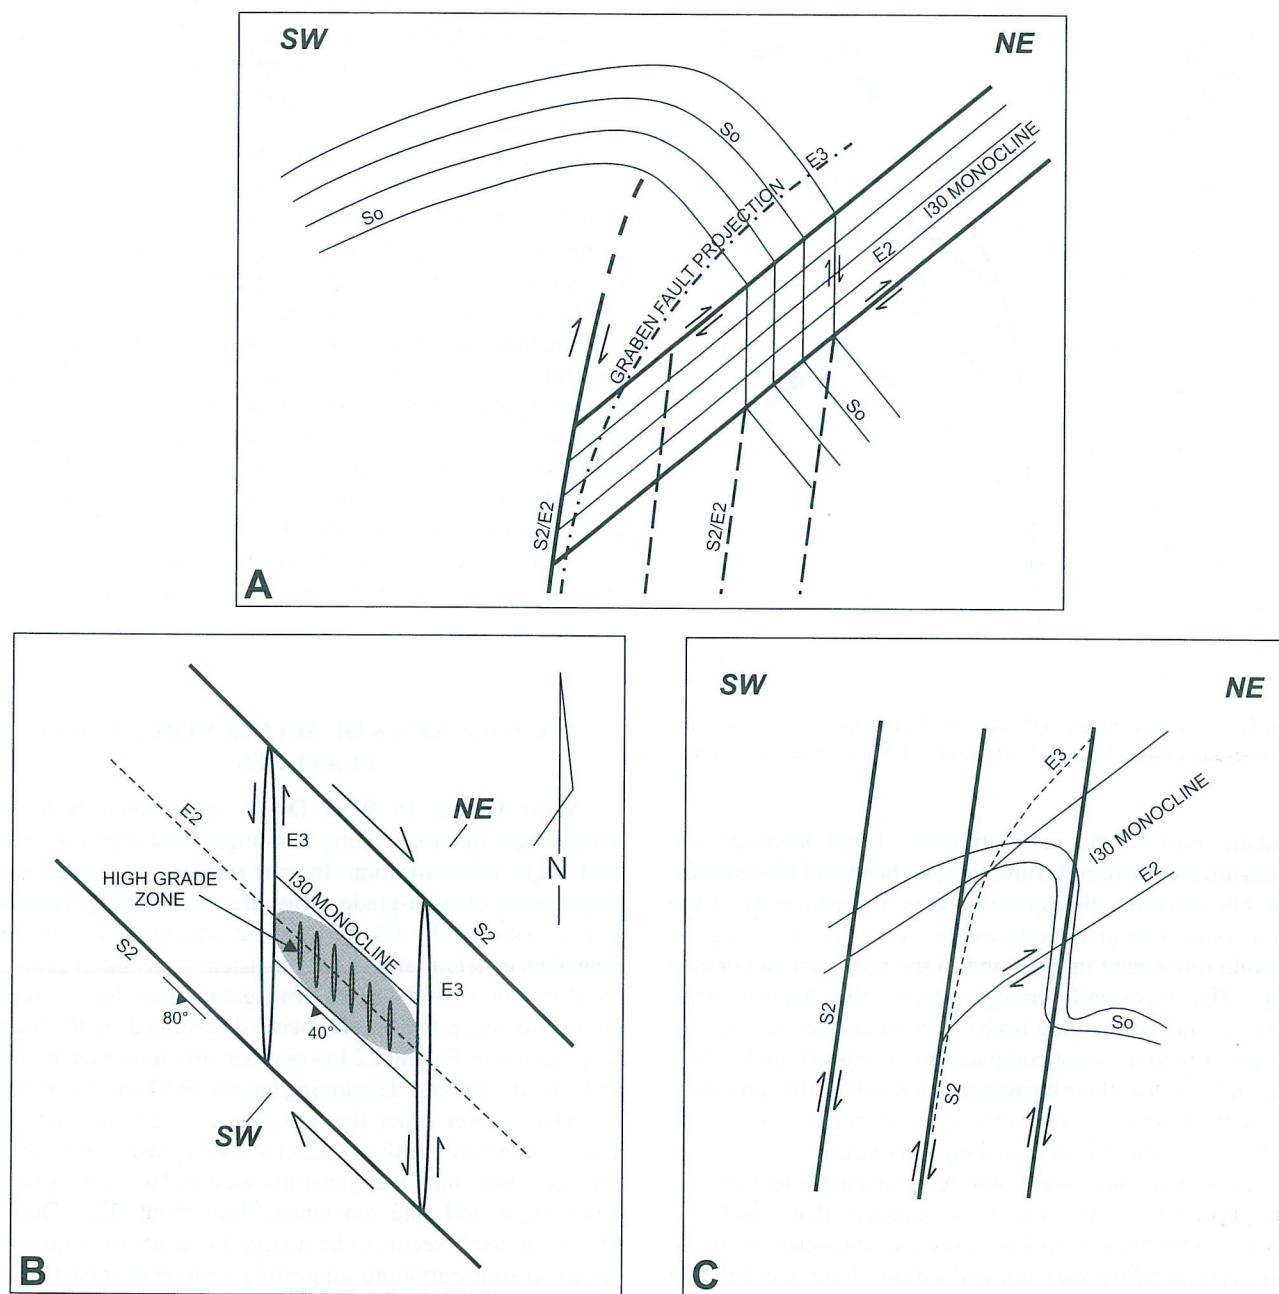 SW
NE
So
So
E3
GRABEN FAULT PROJECTION
I30 MONOCLINE
E2
So
S2/E2
S2/E2
A
E2
E3
NE
HIGH GRADE
ZONE
I30 MONOCLINE
S2
N
S2
E3
80°
40°
SW
B
SW
NE
E3
I30 MONOCLINE
E2
S2
So
S2
C